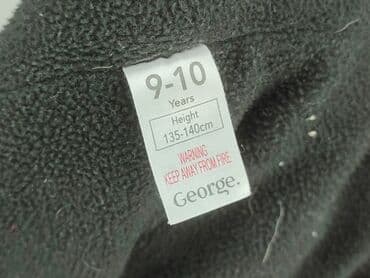 9-10
Years
Height
135-140cm
WARNING
KEEP AWAY FROM FIRE
George.